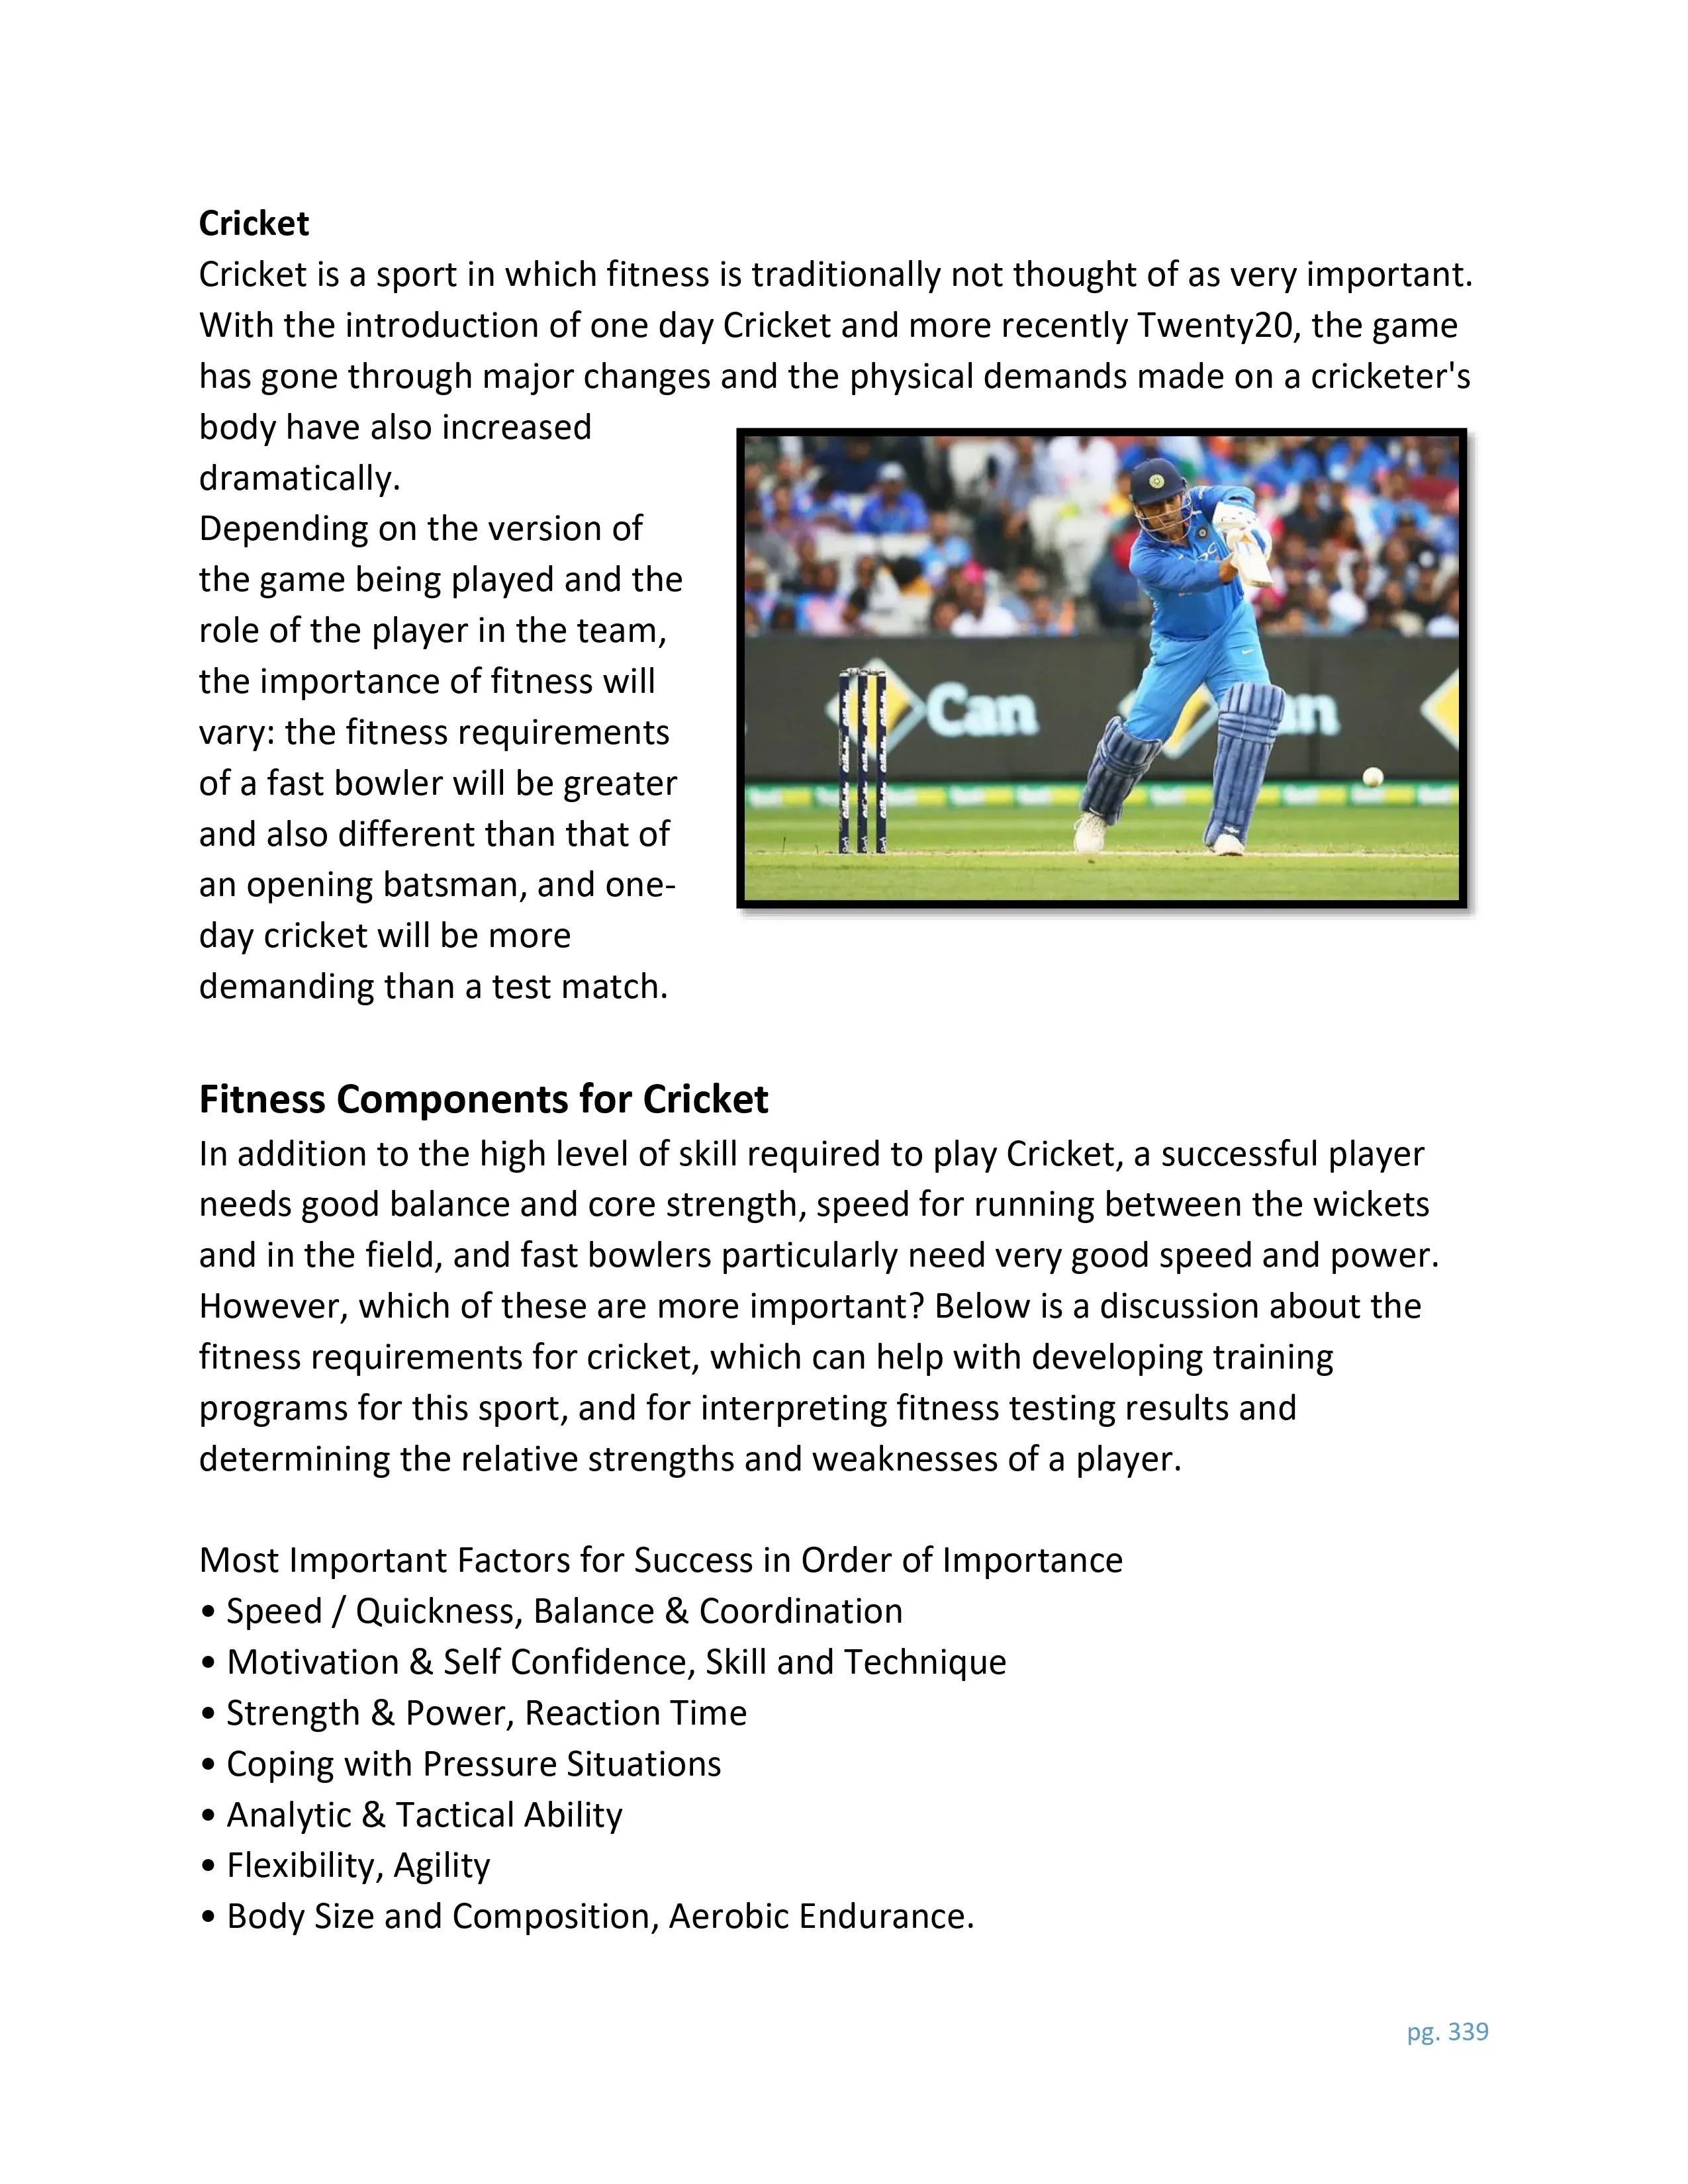 Cricket
Cricket is a sport in which fitness is traditionally not thought of as very important.
With the introduction of one day Cricket and more recently Twenty20, the game
has gone through major changes and the physical demands made on a cricketer's
body have also increased
dramatically.
Depending on the version of
the game being played and the
role of the player in the team,
the importance of fitness will
vary: the fitness requirements
of a fast bowler will be greater
and also different than that of
an opening batsman, and one-
day cricket will be more
demanding than a test match.
Can
an
Fitness Components for Cricket
In addition to the high level of skill required to play Cricket, a successful player
needs good balance and core strength, speed for running between the wickets
and in the field, and fast bowlers particularly need very good speed and power.
However, which of these are more important? Below is a discussion about the
fitness requirements for cricket, which can help with developing training
programs for this sport, and for interpreting fitness testing results and
determining the relative strengths and weaknesses of a player.
Most Important Factors for Success in Order of Importance
• Speed / Quickness, Balance & Coordination
• Motivation & Self Confidence, Skill and Technique
• Strength & Power, Reaction Time
• Coping with Pressure Situations
• Analytic & Tactical Ability
• Flexibility, Agility
• Body Size and Composition, Aerobic Endurance.
pg. 339